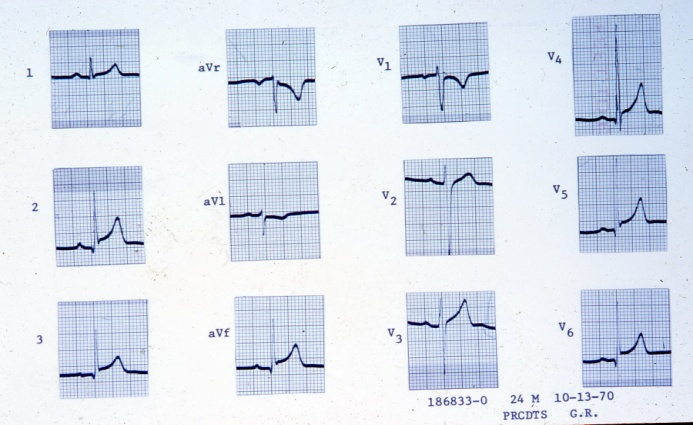 1 aVr V1 V4
2 aVl V2 V5
3 aVf V3 V6
186833-0 24 M 10-13-70
PRCDTS G.R.